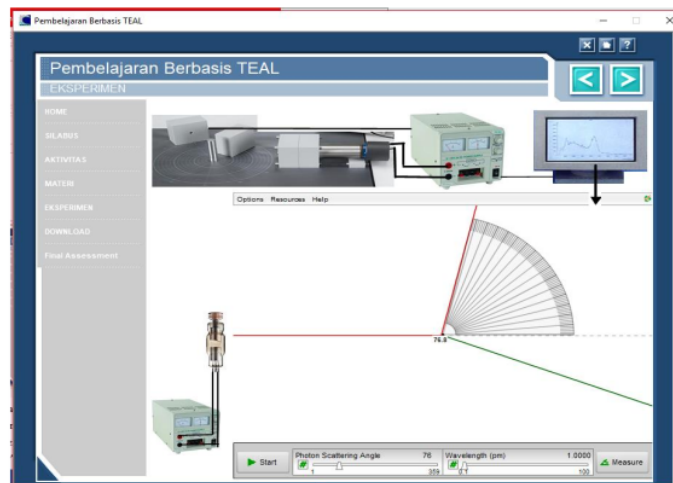 Pembelajaran Berbasis TEAL
Pembelajaran Berbasis TEAL
EKSPERIMEN
HOME
SILABUS
AKTIVITAS
MATERI
EKSPERIMEN
DOWNLOAD
Final Assessment
Options Resources Help
76.8
Start
Photon Scattering Angle 76
1 359
Wavelength (pm) 1.0000
0.1 100
Measure